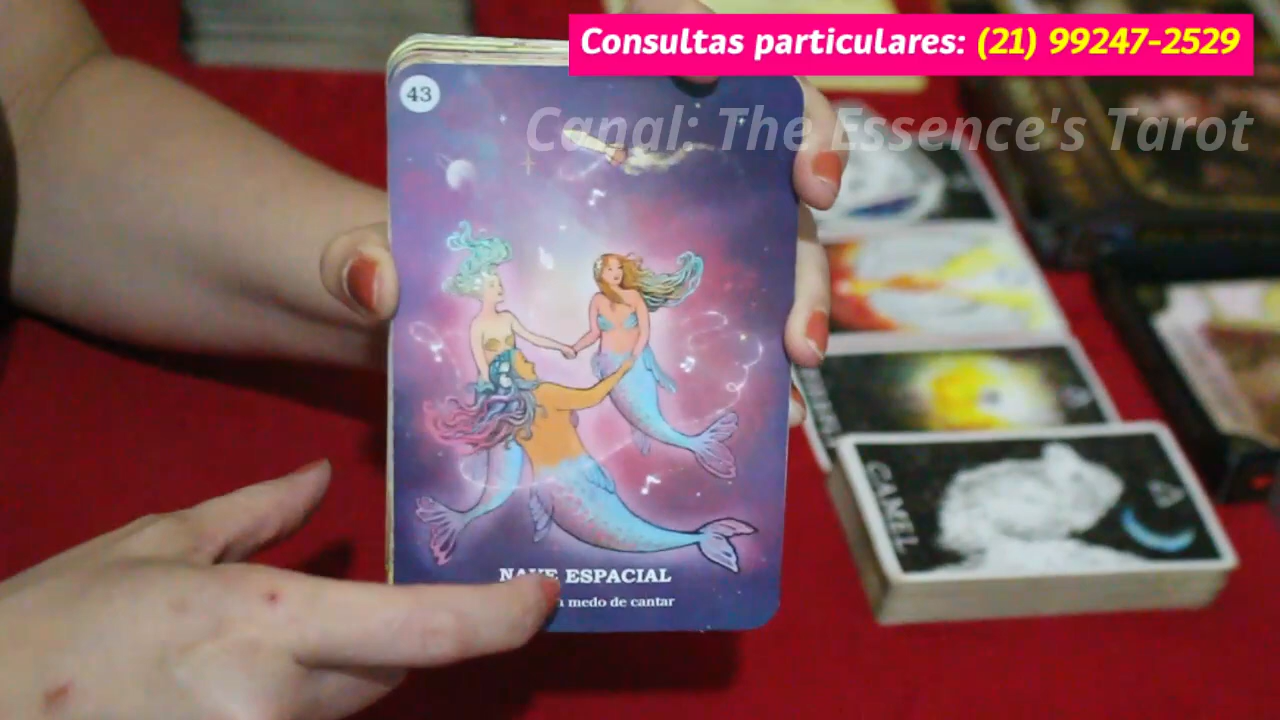 Consultas particulares: (21) 99247-2529
Canal: The Essence's Tarot
43
NAVE ESPACIAL
medo de cantar
CAMEL